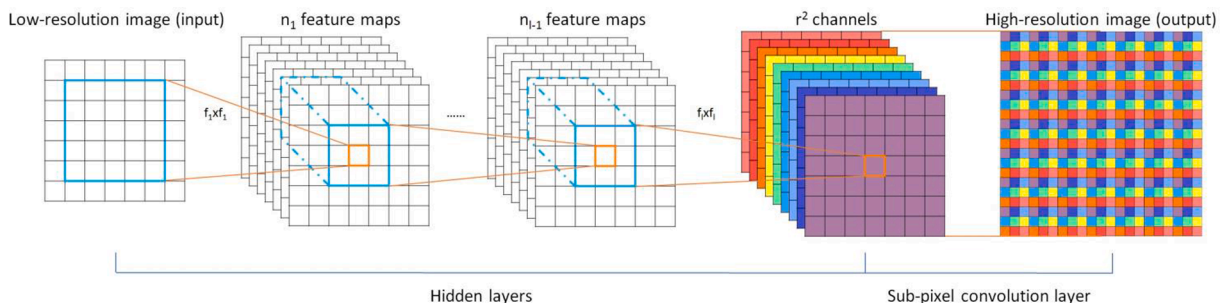 Low-resolution image (input)
n₁ feature maps
nₗ₋₁ feature maps
r² channels
High-resolution image (output)
f₁xf₁
......
fₗxfₗ
Hidden layers
Sub-pixel convolution layer